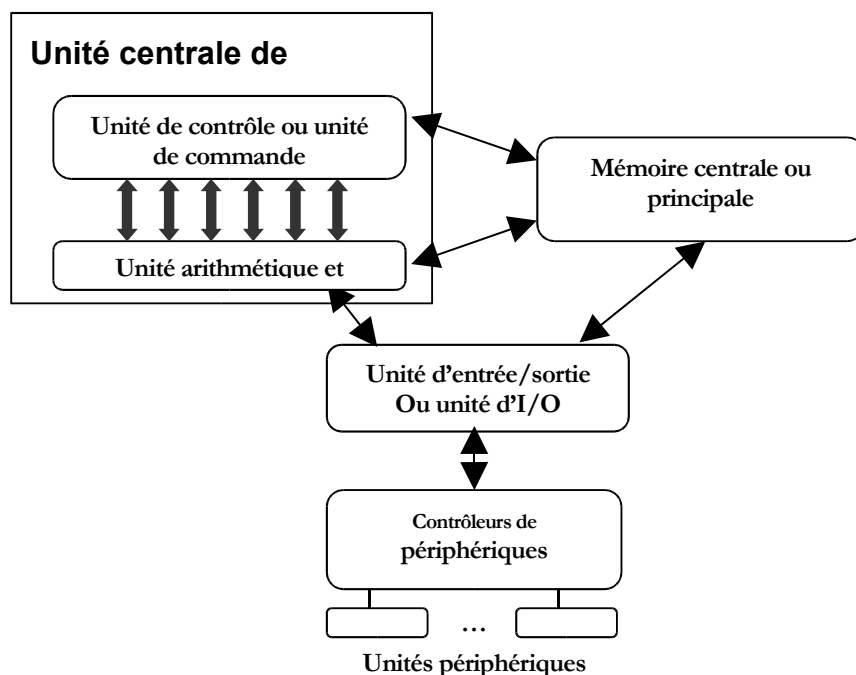 Unité centrale de
Unité de contrôle ou unité
de commande
Unité arithmétique et
Mémoire centrale ou
principale
Unité d’entrée/sortie
Ou unité d’I/O
Contrôleurs de
périphériques
…
Unités périphériques